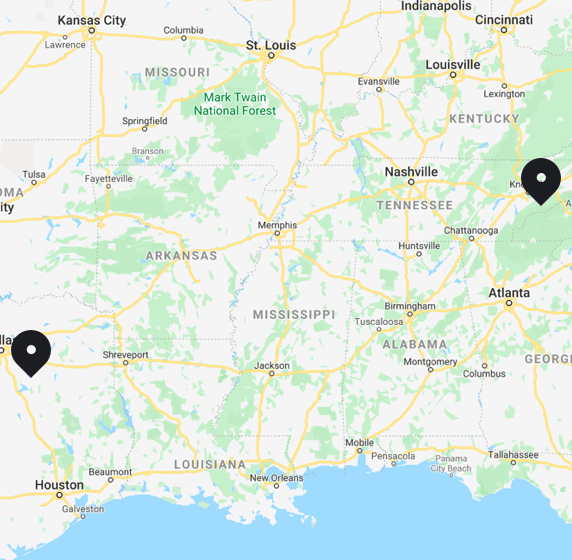 Indianapolis
Kansas City
Columbia
Cincinnati
Lawrence
St. Louis
Louisville
MISSOURI
Evansville
Mark Twain
National Forest
Lexington
Springfield
KENTUCKY
Branson
Tulsa
Fayetteville
Nashville
Kno
OMA
ity
TENNESSEE
A
Memphis
Chattanooga
Huntsville
ARKANSAS
Atlanta
Birmingham
MISSISSIPPI
Tuscaloosa
lla
ALABAMA
Shreveport
GEORG
Jackson
Montgomery
Columbus
Mobile
Tallahassee
Pensacola
Panama
City Beach
LOUISIANA
Beaumont
New Orleans
Houston
Galveston